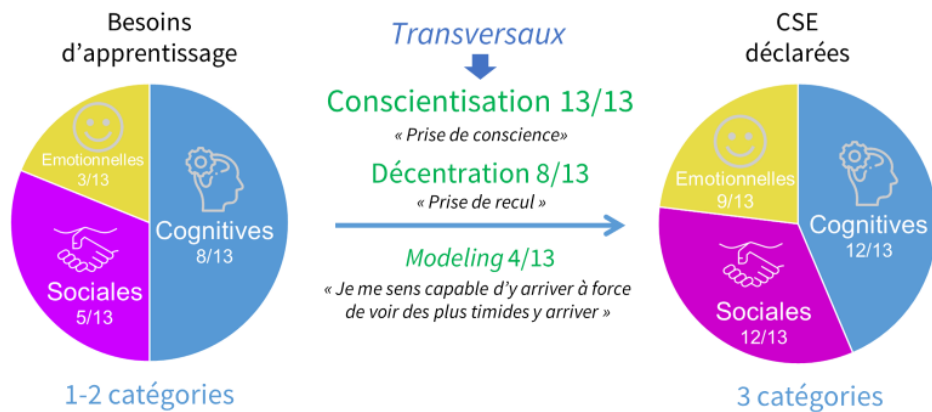 Besoins
d'apprentissage
Emotionnelles
3/13
Cognitives
8/13
Sociales
5/13
1-2 catégories
Transversaux
Conscientisation 13/13
« Prise de conscience»
Décentration 8/13
« Prise de recul »
Modeling 4/13
« Je me sens capable d'y arriver à force
de voir des plus timides y arriver »
CSE
déclarées
Emotionnelles
9/13
Cognitives
12/13
Sociales
12/13
3 catégories